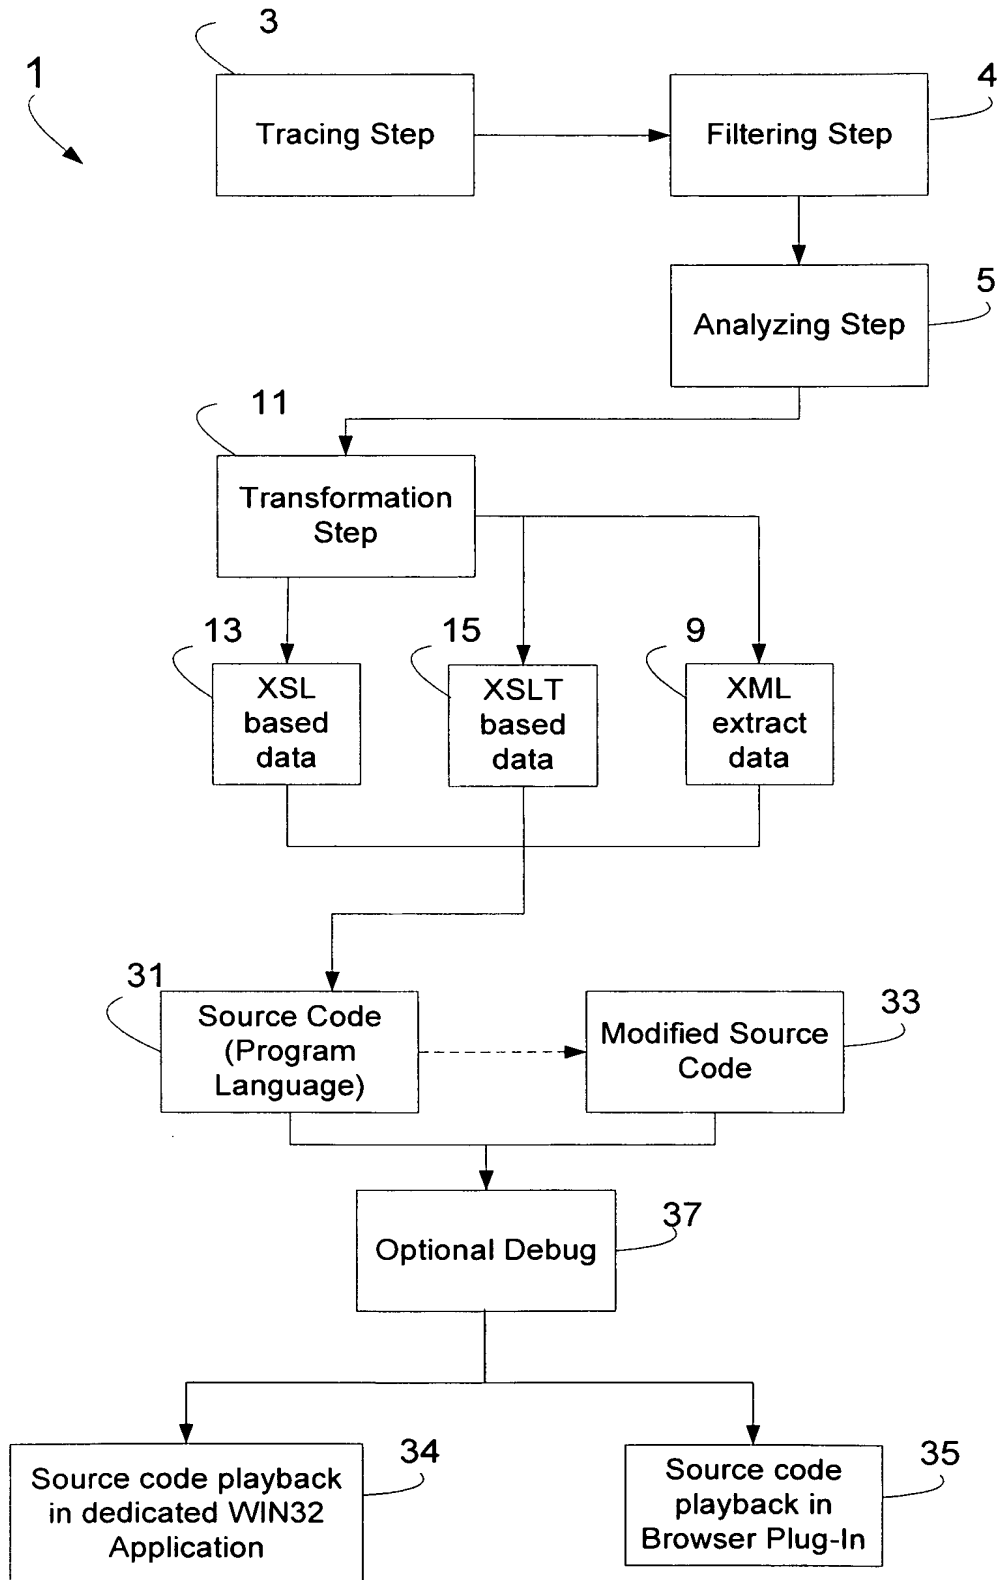 3
1
4
Tracing Step
Filtering Step
5
Analyzing Step
11
Transformation
Step
13
15
9
XSL
based
data
XSLT
based
data
XML
extract
data
31
33
Source Code
(Program
Language)
Modified Source
Code
37
Optional Debug
34
35
Source code playback
in dedicated WIN32
Application
Source code
playback in
Browser Plug-In